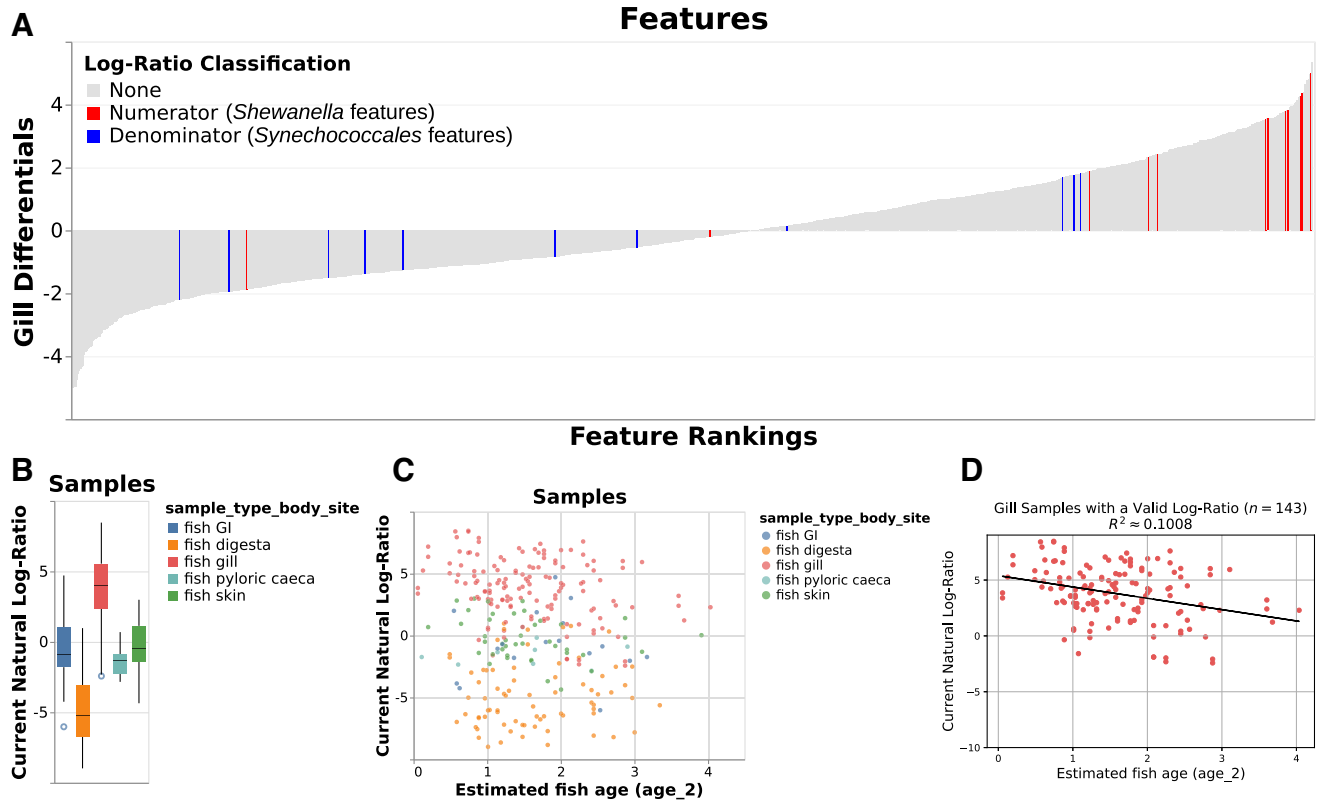 A
Features
Log-Ratio Classification
None
Numerator (Shewanella features)
Denominator (Synechococcales features)
Gill Differentials
4
2
0
-2
-4
Feature Rankings
B
Samples
Current Natural Log-Ratio
5
0
-5
sample_type_body_site
fish GI
fish digesta
fish gill
fish pyloric caeca
fish skin
C
Samples
Current Natural Log-Ratio
5
0
-5
0 1 2 3 4
Estimated fish age (age_2)
sample_type_body_site
fish GI
fish digesta
fish gill
fish pyloric caeca
fish skin
D
Gill Samples with a Valid Log-Ratio (n = 143)
R² ≈ 0.1008
Current Natural Log-Ratio
5
0
−5
−10
0 1 2 3 4
Estimated fish age (age_2)